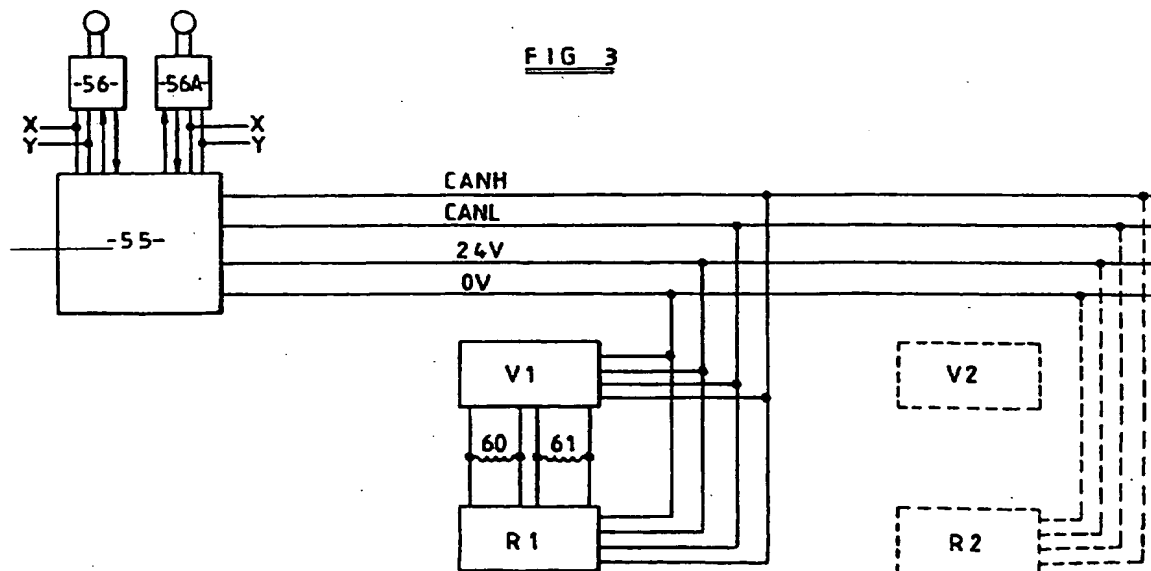 FIG 3
-56-
-56A-
X
X
Y
Y
CANH
CANL
-55-
24V
0V
V1
V2
60
61
R1
R2